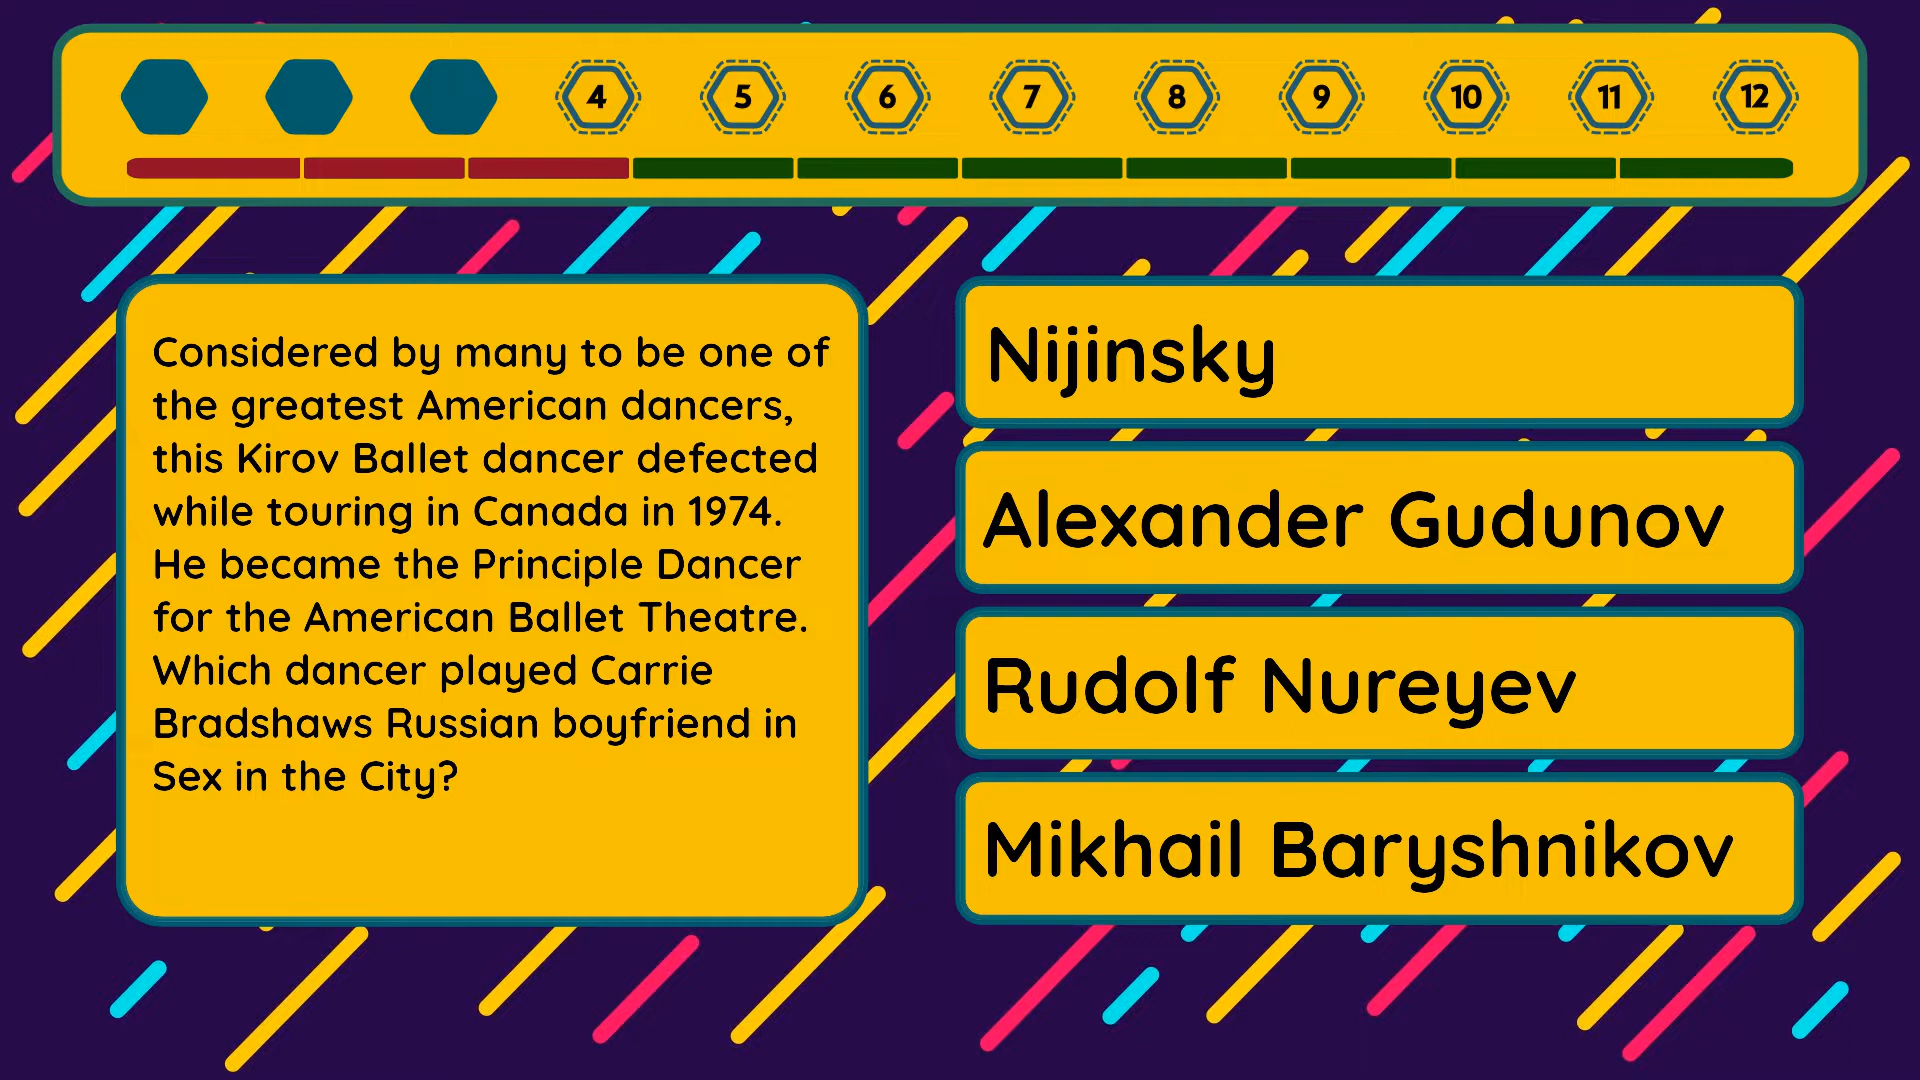 4 5 6 7 8 9 10 11 12
Considered by many to be one of
the greatest American dancers,
this Kirov Ballet dancer defected
while touring in Canada in 1974.
He became the Principle Dancer
for the American Ballet Theatre.
Which dancer played Carrie
Bradshaws Russian boyfriend in
Sex in the City?
Nijinsky
Alexander Gudunov
Rudolf Nureyev
Mikhail Baryshnikov